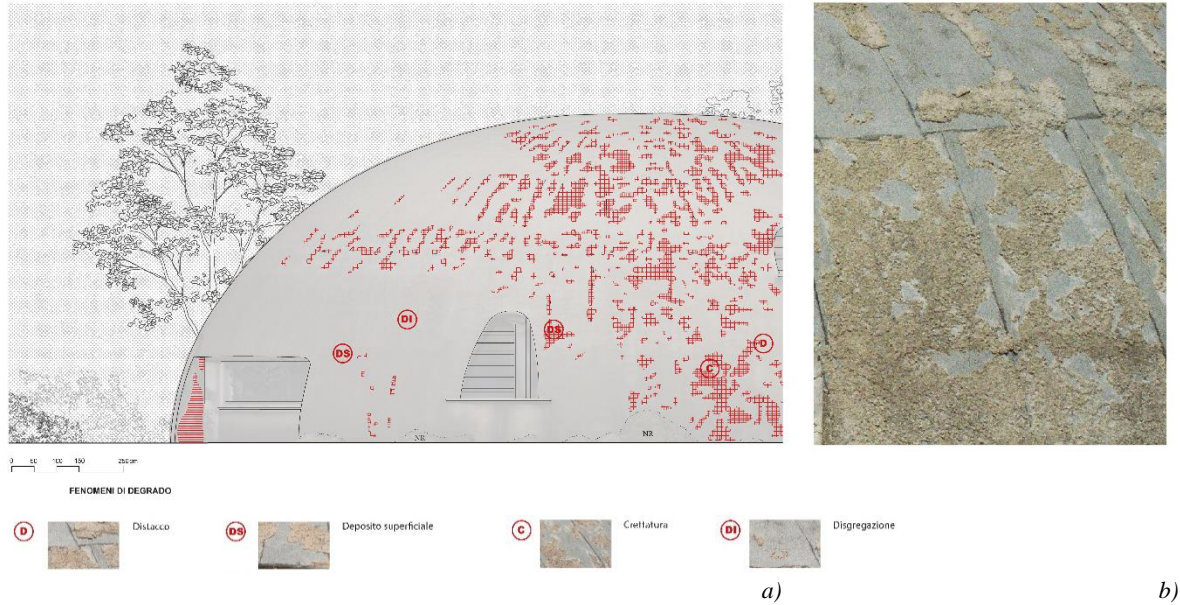 DI
DS
DS
D
C
NR
NR
0 50 100 150 250cm
FENOMENI DI DEGRADO
D Distacco
DS Deposito superficiale
C Crettatura
DI Disgregazione
a)
b)